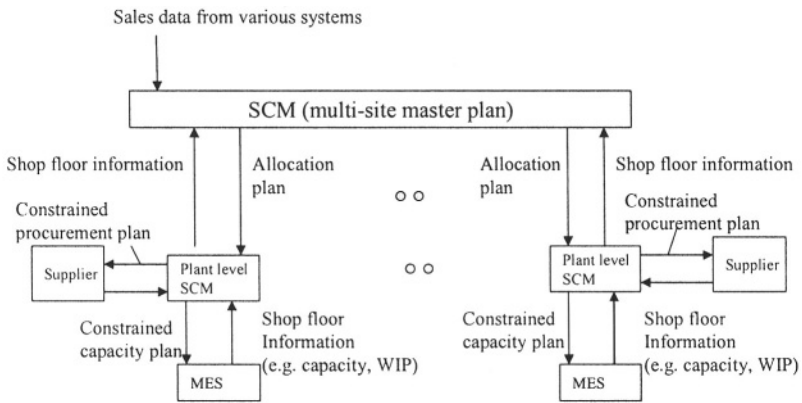 Sales data from various systems
SCM (multi-site master plan)
Shop floor information
Allocation
plan
Allocation
plan
Shop floor information
Constrained
procurement plan
Constrained
procurement plan
Supplier
Plant level
SCM
Plant level
SCM
Supplier
Constrained
capacity plan
Shop floor
Information
(e.g. capacity, WIP)
Constrained
capacity plan
Shop floor
Information
(e.g. capacity, WIP)
MES
MES